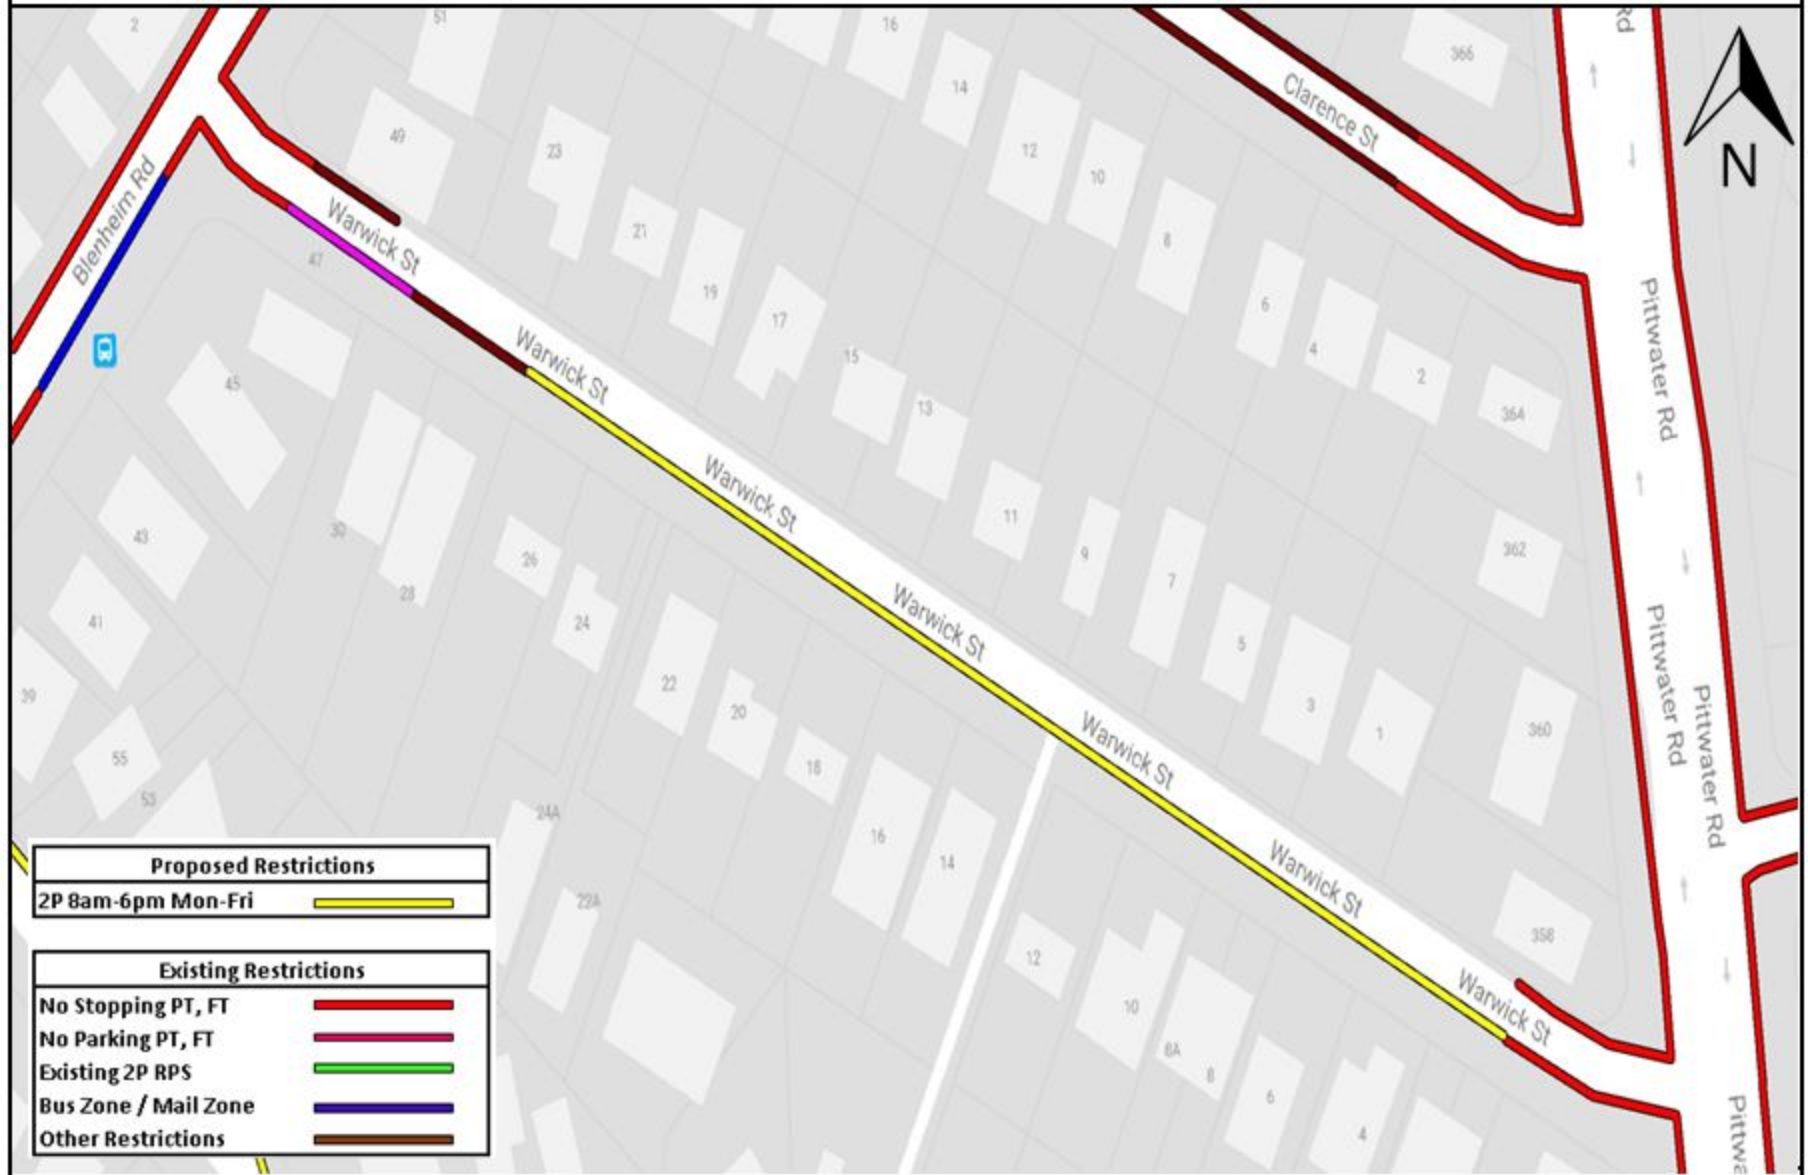 2
51
16
Rd
366
14
Clarence St
49
23
12
10
N
Blenheim Rd
Warwick St
47
21
8
19
6
17
Pittwater Rd
4
15
2
Warwick St
45
13
364
Warwick St
11
362
43
30
26
9
7
28
24
41
Warwick St
5
Pittwater Rd
22
39
20
3
Pittwater Rd
1
360
Warwick St
55
18
53
24A
16
14
Warwick St
22A
358
12
Warwick St
10
8A
8
6
4
Pittwa
Proposed Restrictions
2P 8am-6pm Mon-Fri
Existing Restrictions
No Stopping PT, FT
No Parking PT, FT
Existing 2P RPS
Bus Zone / Mail Zone
Other Restrictions